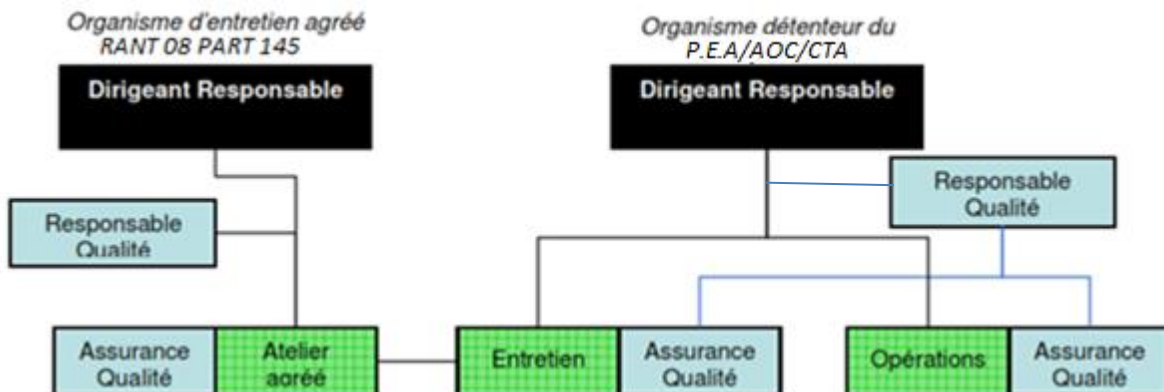 Organisme d'entretien agréé
RANT 08 PART 145
Dirigeant Responsable
Responsable
Qualité
Assurance
Qualité
Atelier
agréé
Organisme détenteur du
P.E.A/AOC/CTA
Dirigeant Responsable
Responsable
Qualité
Entretien
Assurance
Qualité
Opérations
Assurance
Qualité